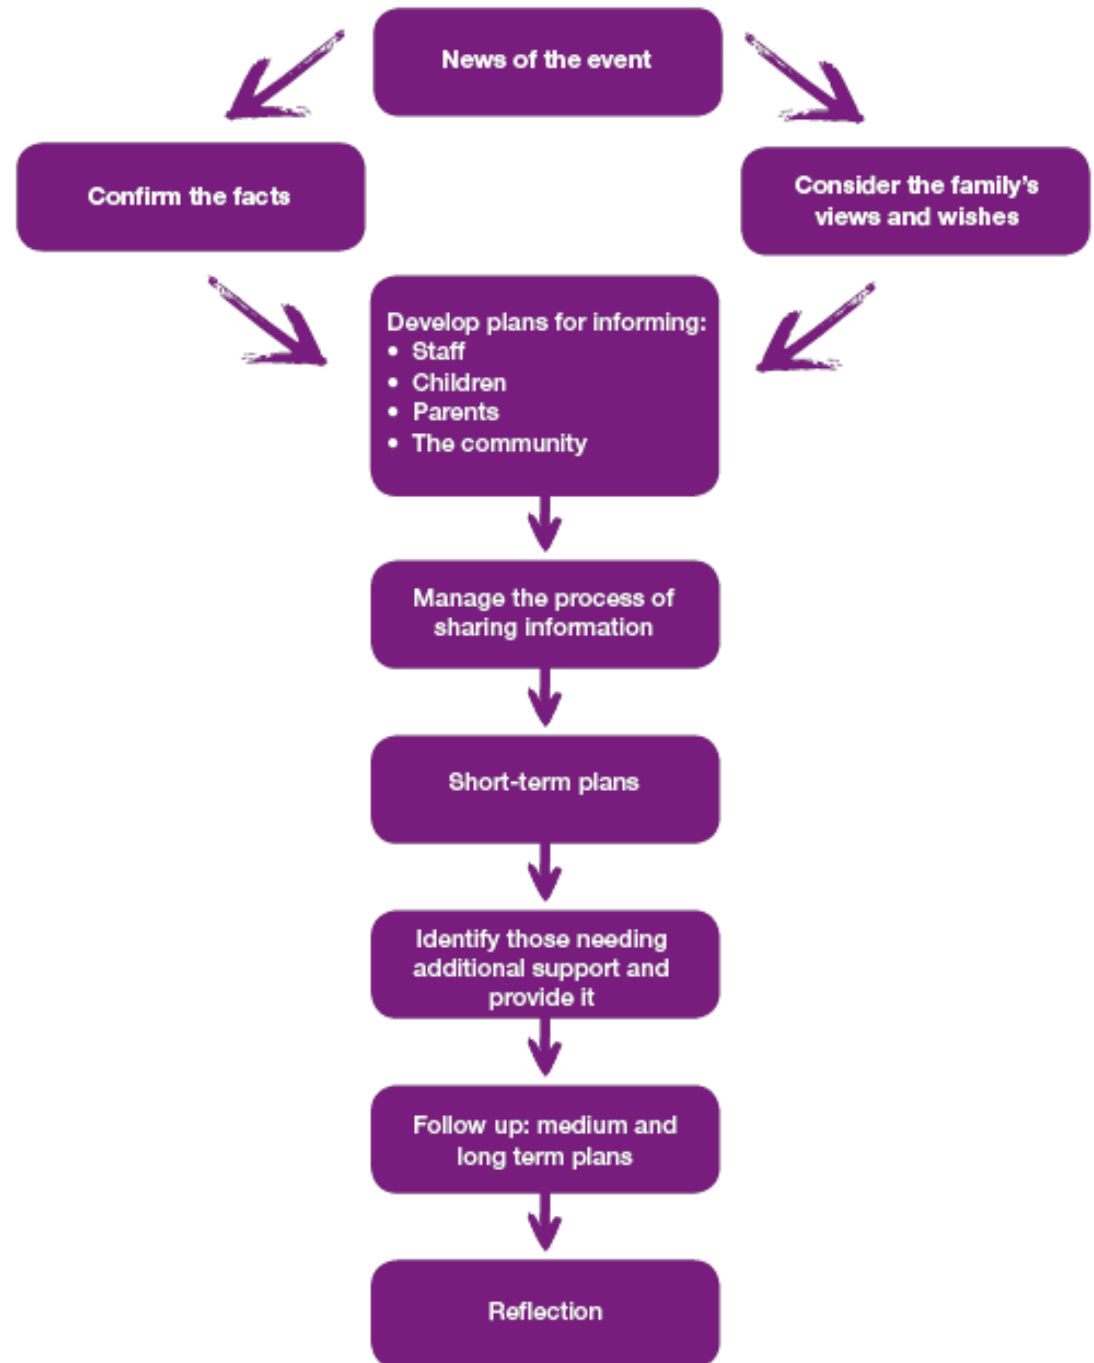 News of the event
Confirm the facts
Consider the family's
views and wishes
Develop plans for informing:
• Staff
• Children
• Parents
• The community
Manage the process of
sharing information
Short-term plans
Identify those needing
additional support and
provide it
Follow up: medium and
long term plans
Reflection